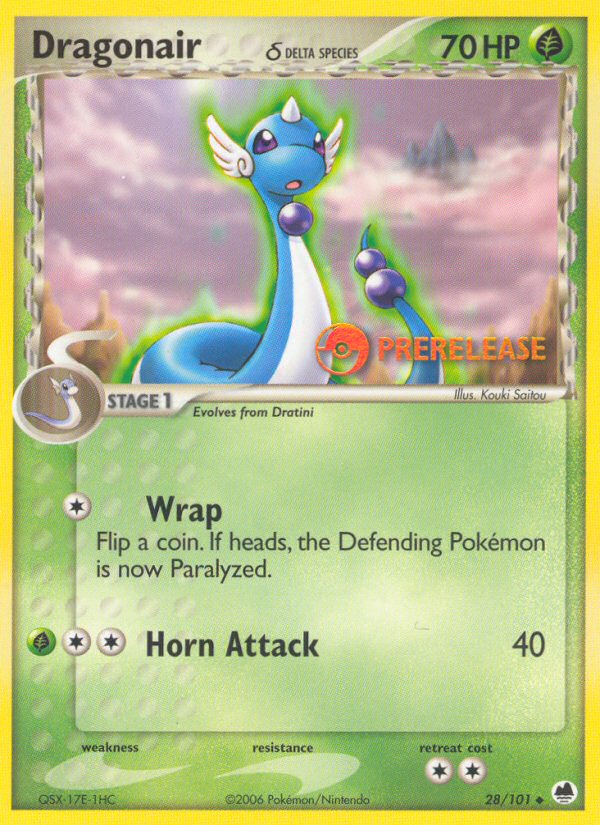 Dragonair δ DELTA SPECIES 70 HP
PRERELEASE
Illus. Kouki Saitou
STAGE 1
Evolves from Dratini
Wrap
Flip a coin. If heads, the Defending Pokémon
is now Paralyzed.
Horn Attack 40
weakness resistance retreat cost
QSX-17E-1HC ©2006 Pokémon/Nintendo 28/101 ◆